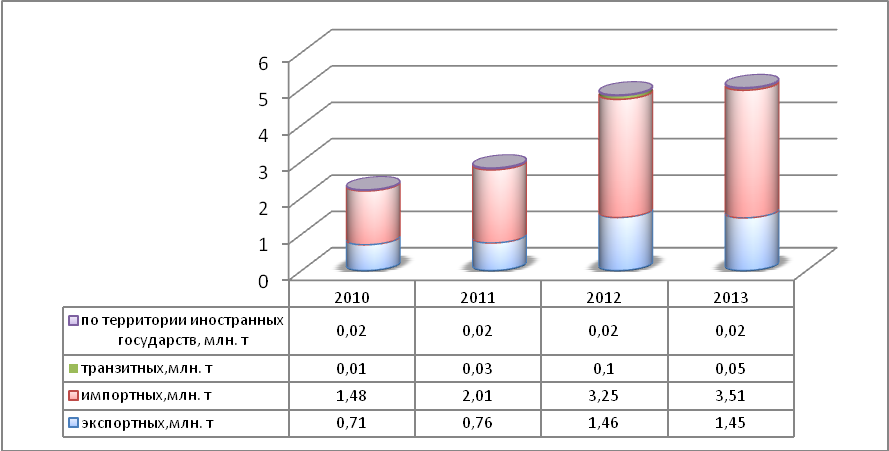 6
5
4
3
2
1
0
2010 2011 2012 2013
по территории иностранных
государств, млн. т 0,02 0,02 0,02 0,02
транзитных,млн. т 0,01 0,03 0,1 0,05
импортных,млн. т 1,48 2,01 3,25 3,51
экспортных,млн. т 0,71 0,76 1,46 1,45